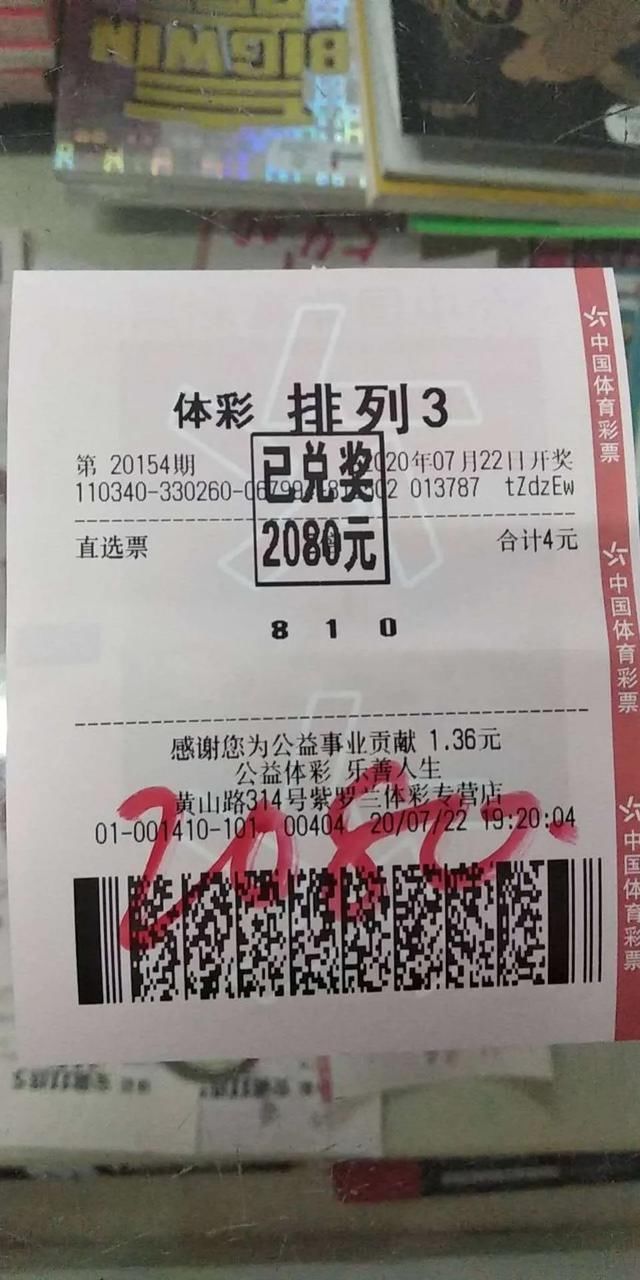 BIGWIN
体彩 排列3
第 20154期 2020年07月22日开奖
已兑奖
110340-330260-0 02 013787 tZdzEw
直选票 合计4元
2080元
8 1 0
感谢您为公益事业贡献 1.36元
公益体彩 乐善人生
黄山路314号紫罗兰体彩专营店
01-001410-101 00404 20/07/22 19:20:04
2080
中国体育彩票
中国体育彩票
中国体育彩票